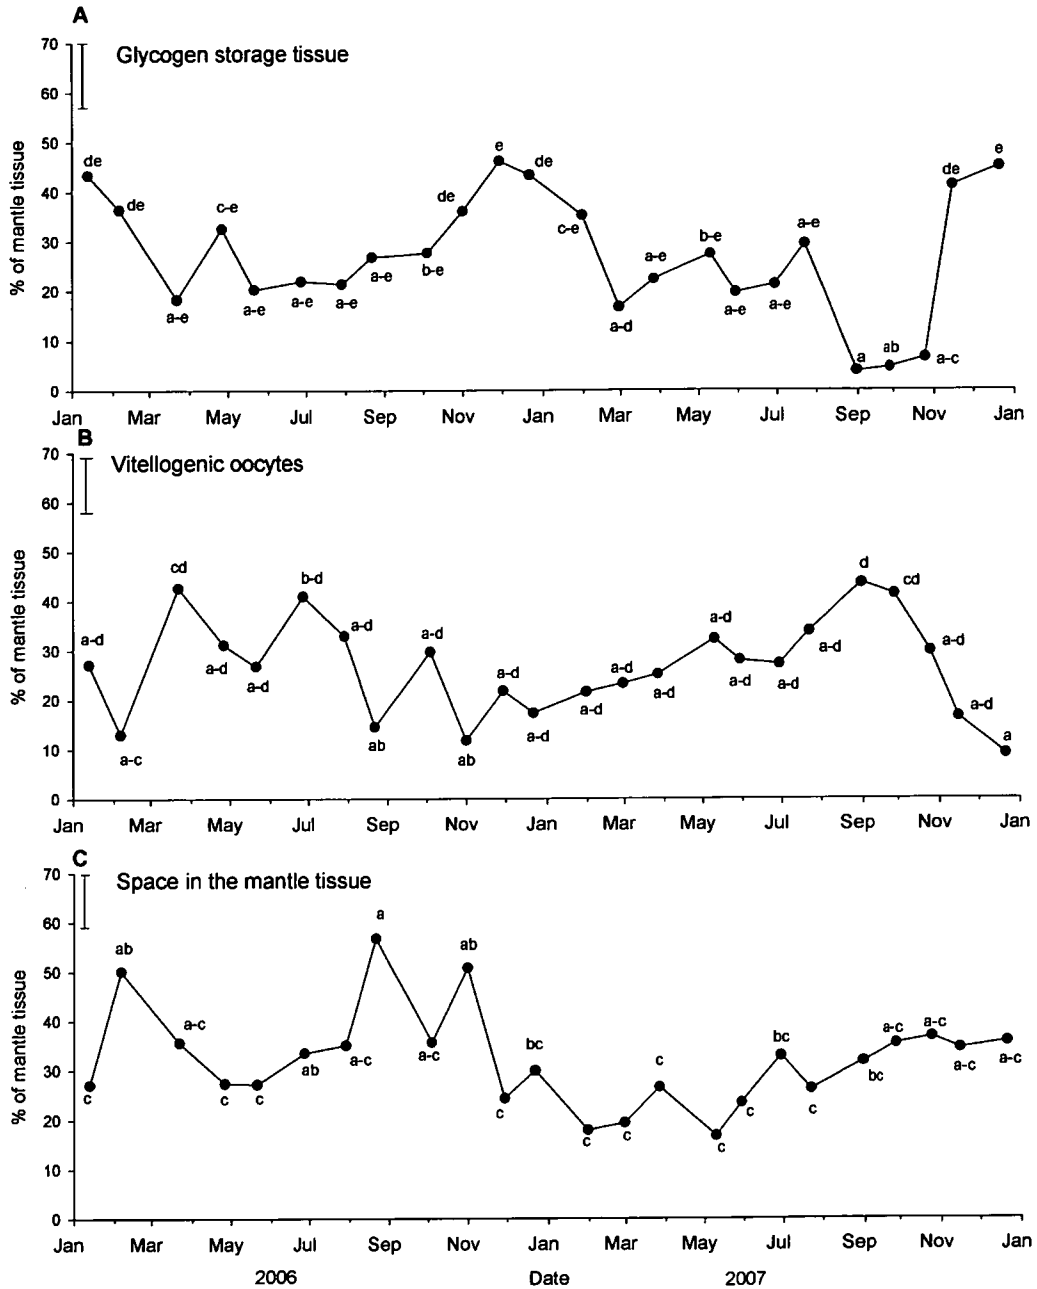 A
Glycogen storage tissue
% of mantle tissue
70
60
50
40
30
20
10
0
de
de
a-e
c-e
a-e
a-e
a-e
a-e
b-e
de
e
de
c-e
a-d
a-e
b-e
a-e
a-e
a-e
a
ab
a-c
de
e
Jan Mar May Jul Sep Nov Jan Mar May Jul Sep Nov Jan
B
Vitellogenic oocytes
% of mantle tissue
70
60
50
40
30
20
10
0
a-d
a-c
cd
a-d
a-d
b-d
a-d
ab
a-d
ab
a-d
a-d
a-d
a-d
a-d
a-d
a-d
a-d
a-d
d
cd
a-d
a-d
a
Jan Mar May Jul Sep Nov Jan Mar May Jul Sep Nov Jan
C
Space in the mantle tissue
% of mantle tissue
70
60
50
40
30
20
10
0
c
ab
a-c
c
c
ab
a-c
a
a-c
ab
c
bc
c
c
c
c
c
bc
c
bc
a-c
a-c
a-c
a-c
Jan Mar May Jul Sep Nov Jan Mar May Jul Sep Nov Jan
2006 Date 2007